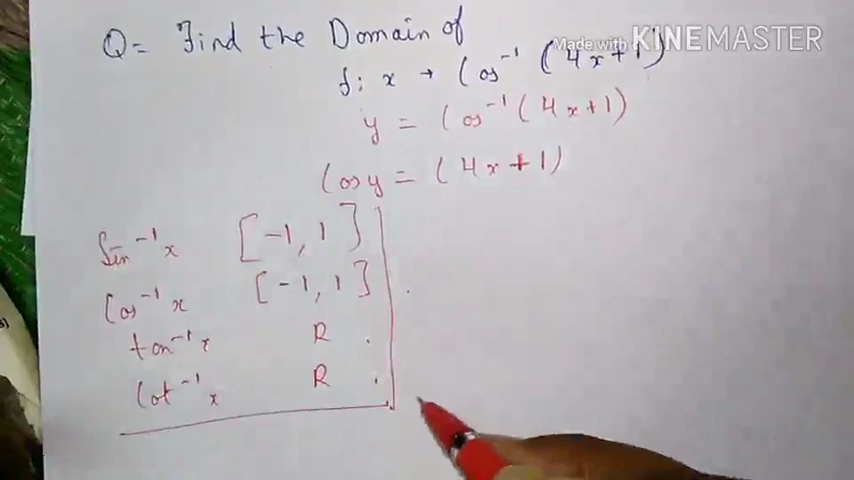 Q= Find the Domain of
Made with KINEMASTER
f: x → Cos⁻¹ (4x+1)
y = Cos⁻¹ (4x+1)
Cosy = (4x+1)
Sin⁻¹x [-1, 1]
Cos⁻¹x [-1, 1]
tan⁻¹x R
Cot⁻¹x R